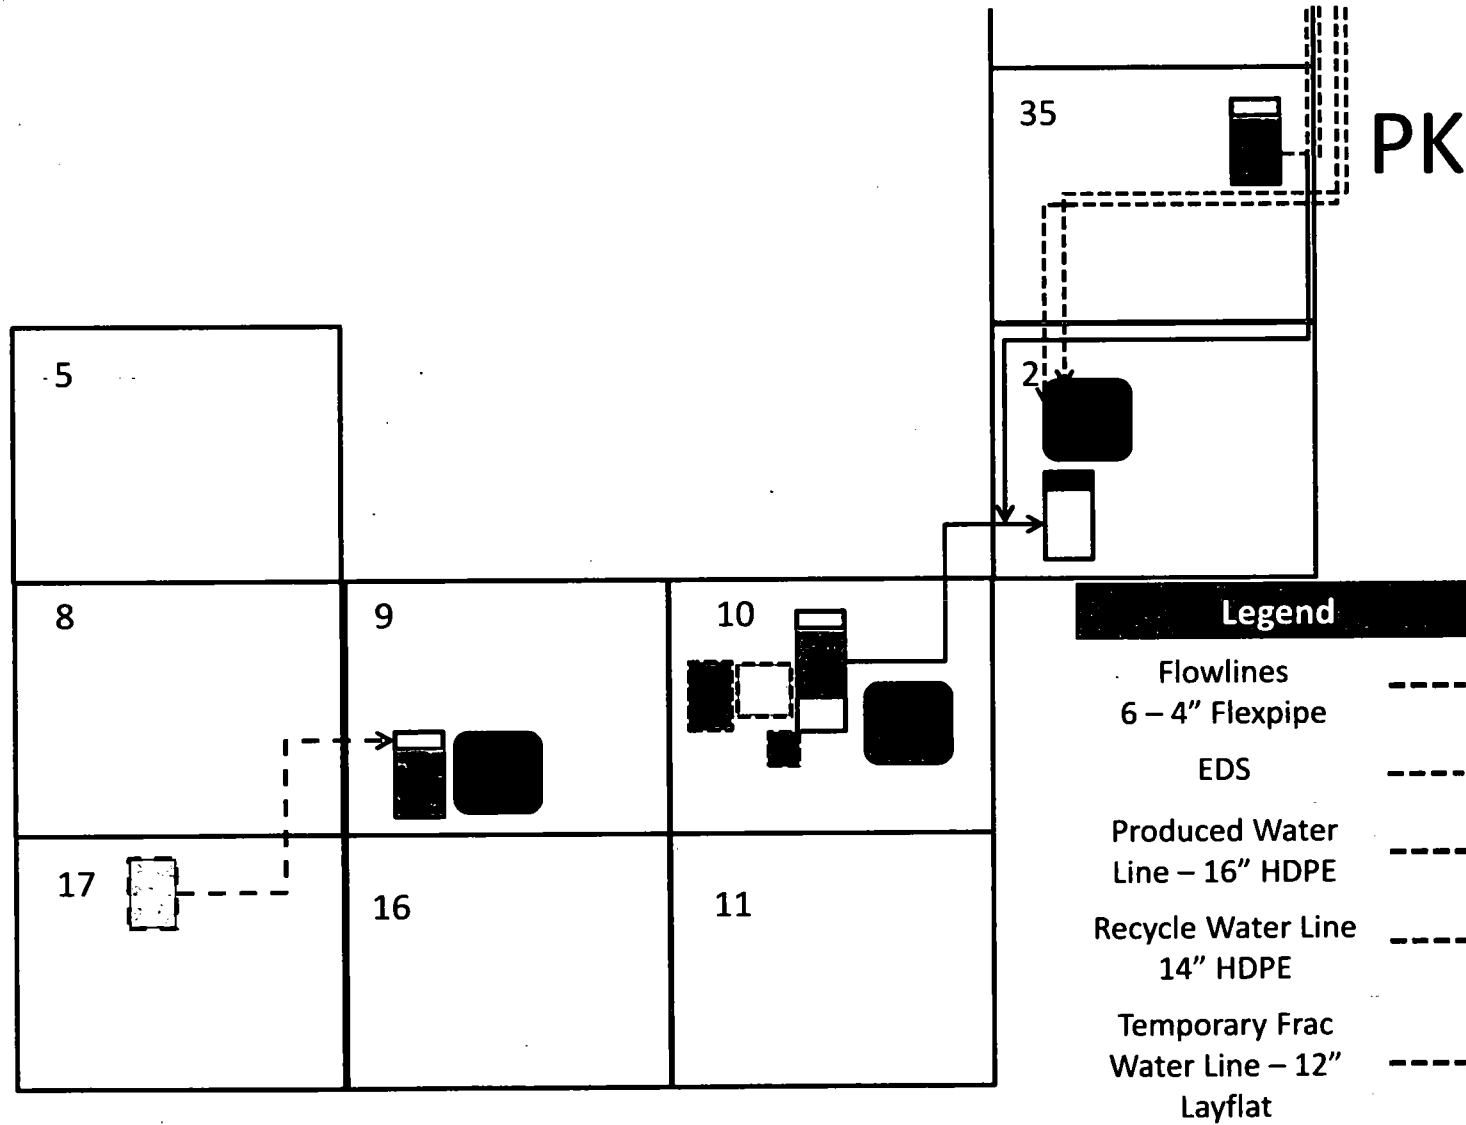 35
PK
5
2
8
9
10
Legend
Flowlines
6 – 4” Flexpipe
EDS
Produced Water
Line – 16” HDPE
17
16
11
Recycle Water Line
14” HDPE
Temporary Frac
Water Line – 12”
Layflat